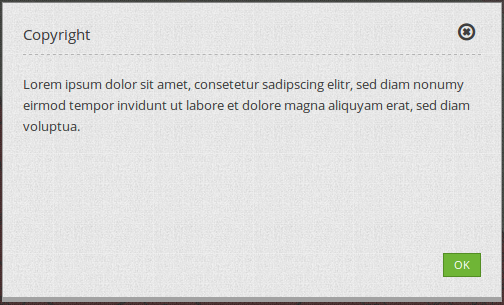 Copyright
Lorem ipsum dolor sit amet, consetetur sadipscing elitr, sed diam nonumy
eirmod tempor invidunt ut labore et dolore magna aliquyam erat, sed diam
voluptua.
OK